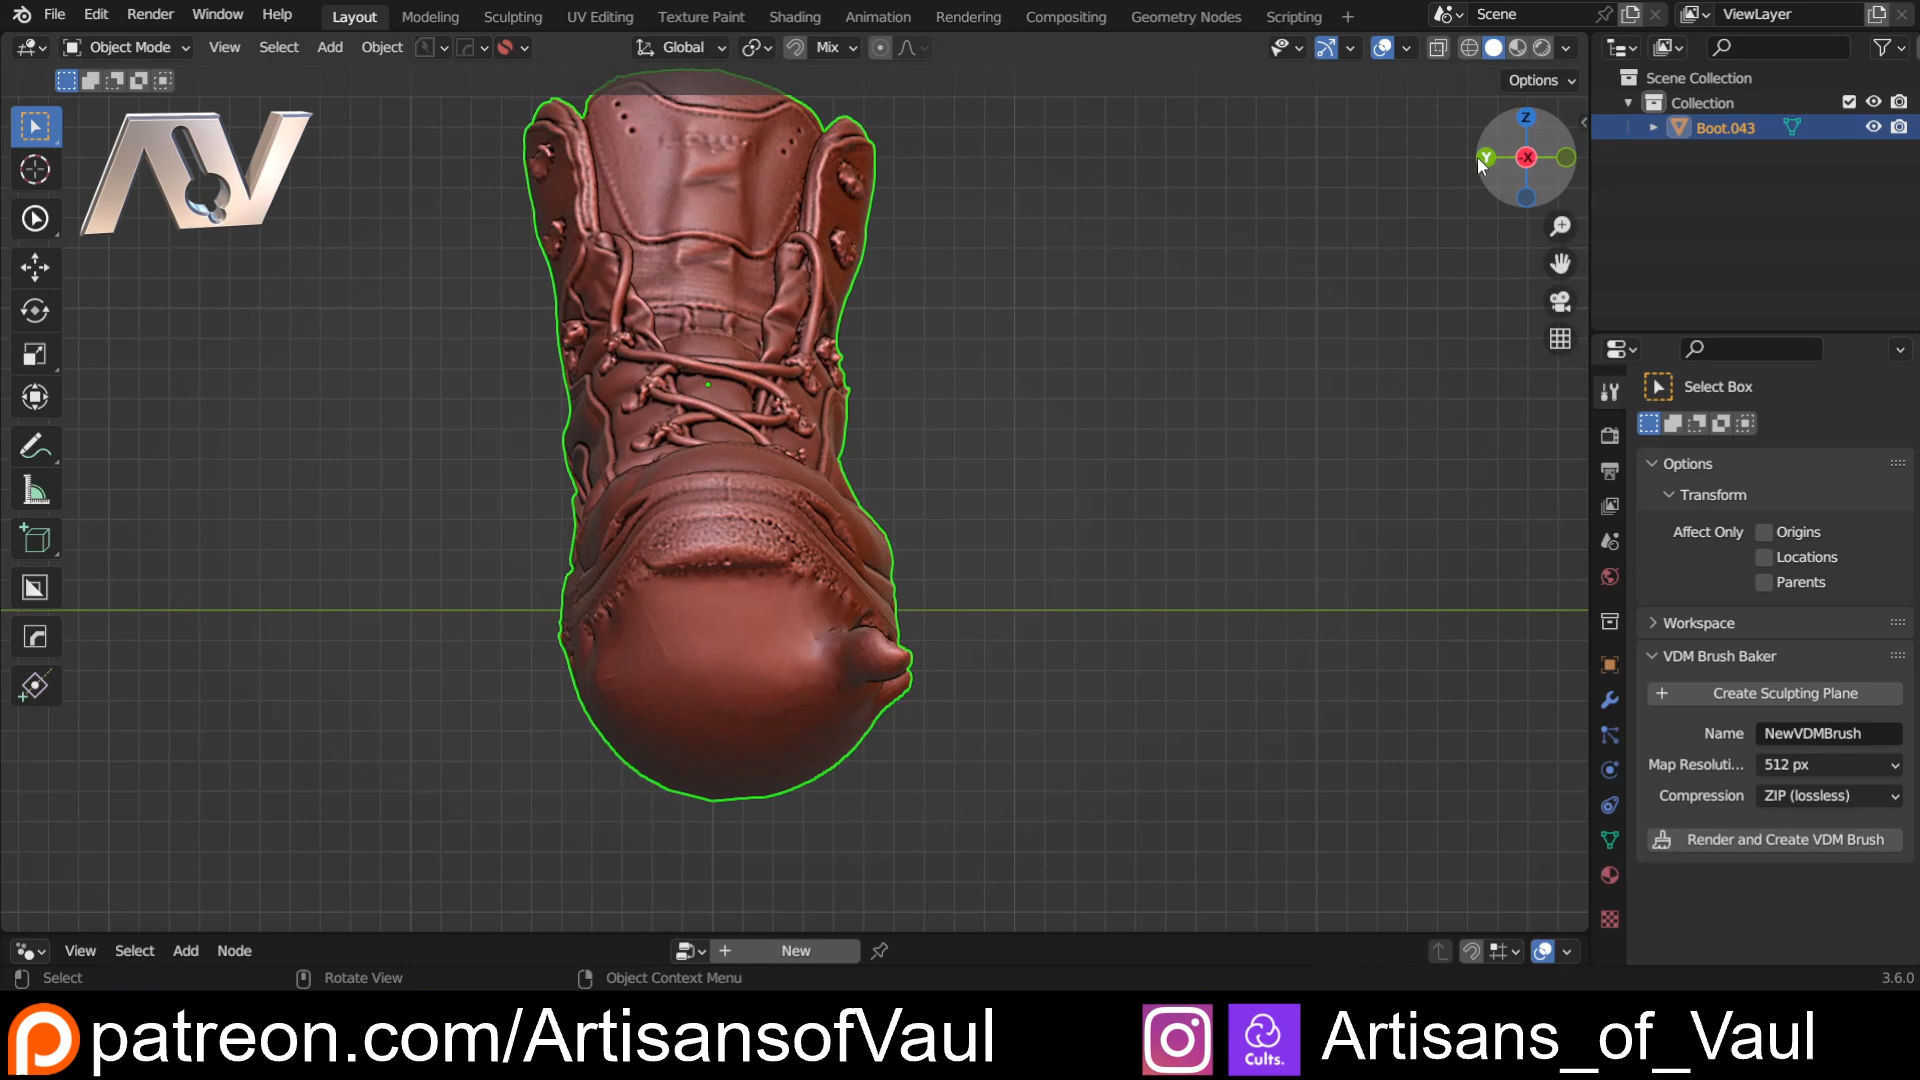 File Edit Render Window Help Layout Modeling Sculpting UV Editing Texture Paint Shading Animation Rendering Compositing Geometry Nodes Scripting + Scene ViewLayer
Object Mode View Select Add Object Global Mix
Options
Scene Collection
Collection
Boot.043
Z
Y -X
Select Box
Options
Transform
Affect Only Origins
Locations
Parents
Workspace
VDM Brush Baker
+ Create Sculpting Plane
Name NewVDMBrush
Map Resoluti... 512 px
Compression ZIP (lossless)
Render and Create VDM Brush
View Select Add Node + New
Select Rotate View Object Context Menu 3.6.0
patreon.com/ArtisansofVaul Cults. Artisans_of_Vaul